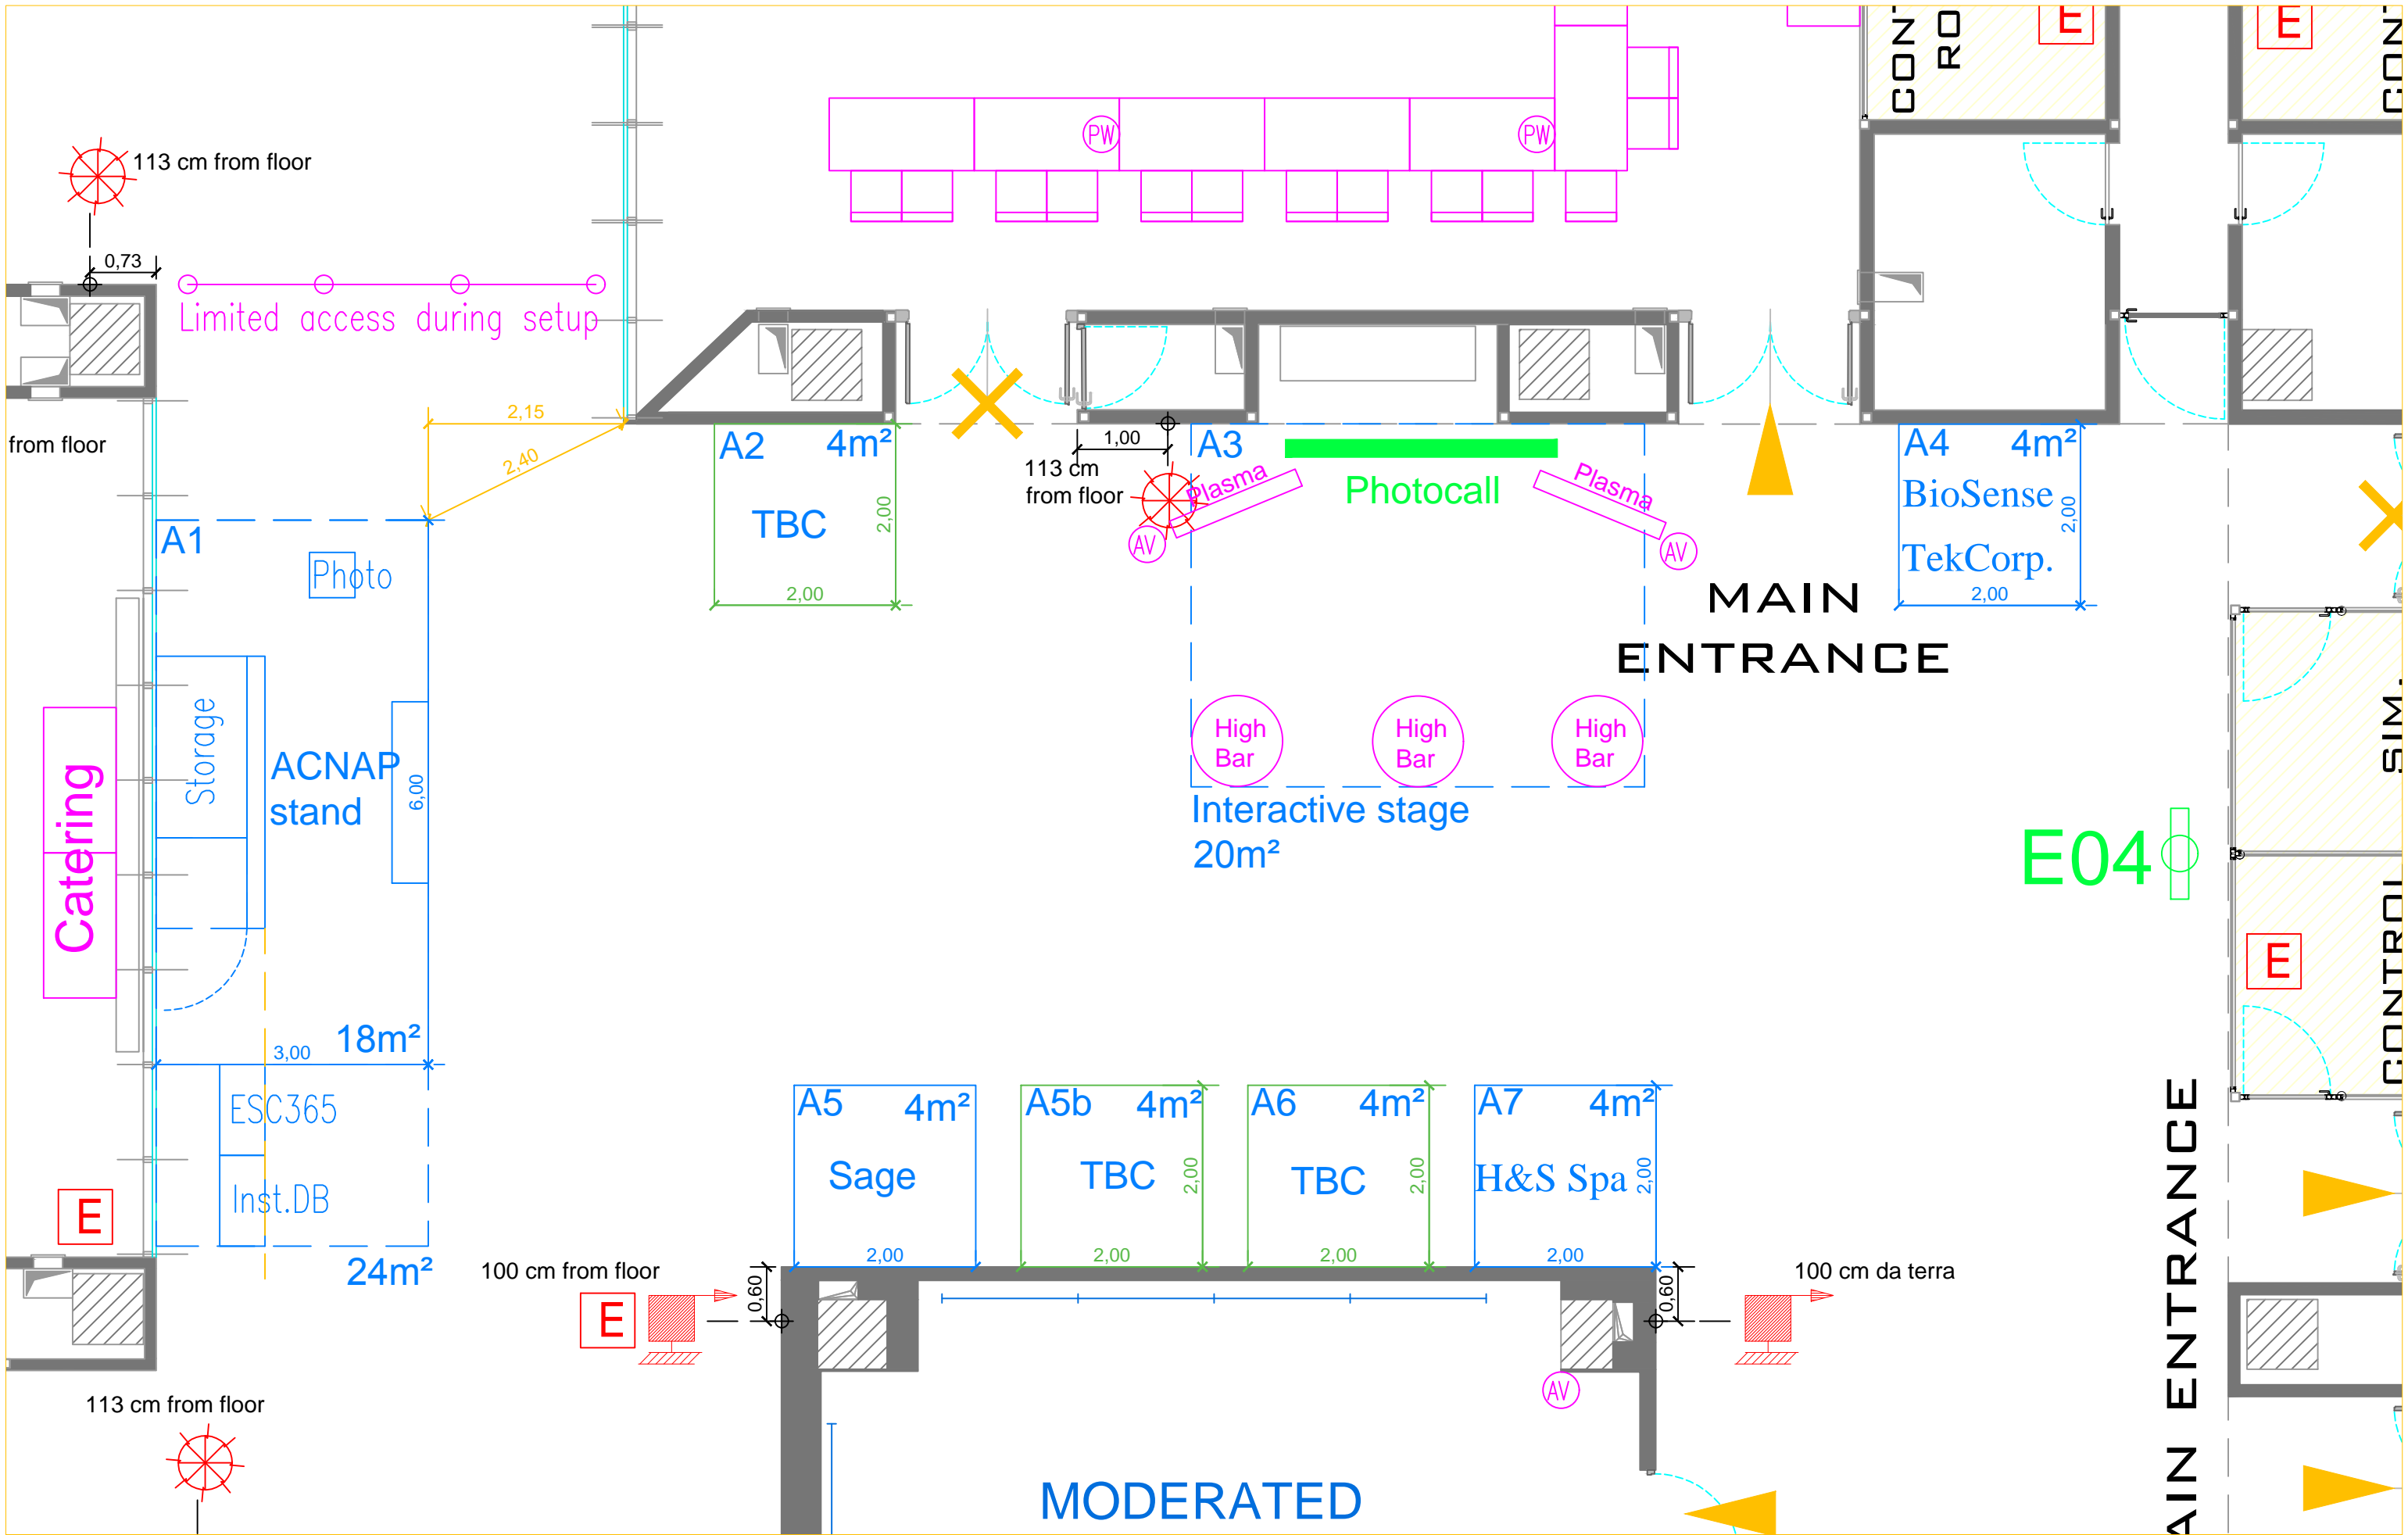 CONT
RO
E
E
CONT
PW
PW
113 cm from floor
0,73
Limited access during setup
from floor
2,15
2,40
A2 4m²
TBC
2,00
2,00
1,00
113 cm
from floor
A3
Plasma
Photocall
Plasma
AV
AV
A4 4m²
BioSense
TekCorp.
2,00
2,00
MAIN
ENTRANCE
A1
Photo
Storage
ACNAP
stand
6,00
Catering
High
Bar
High
Bar
High
Bar
Interactive stage
20m²
E04
SIM.
E
CONTROL
18m²
3,00
ESC365
Inst.DB
24m²
E
A5 4m²
Sage
2,00
A5b 4m²
TBC
2,00
2,00
A6 4m²
TBC
2,00
2,00
A7 4m²
H&S Spa
2,00
2,00
100 cm from floor
E
0,60
0,60
100 cm da terra
AV
113 cm from floor
MODERATED
AIN ENTRANCE